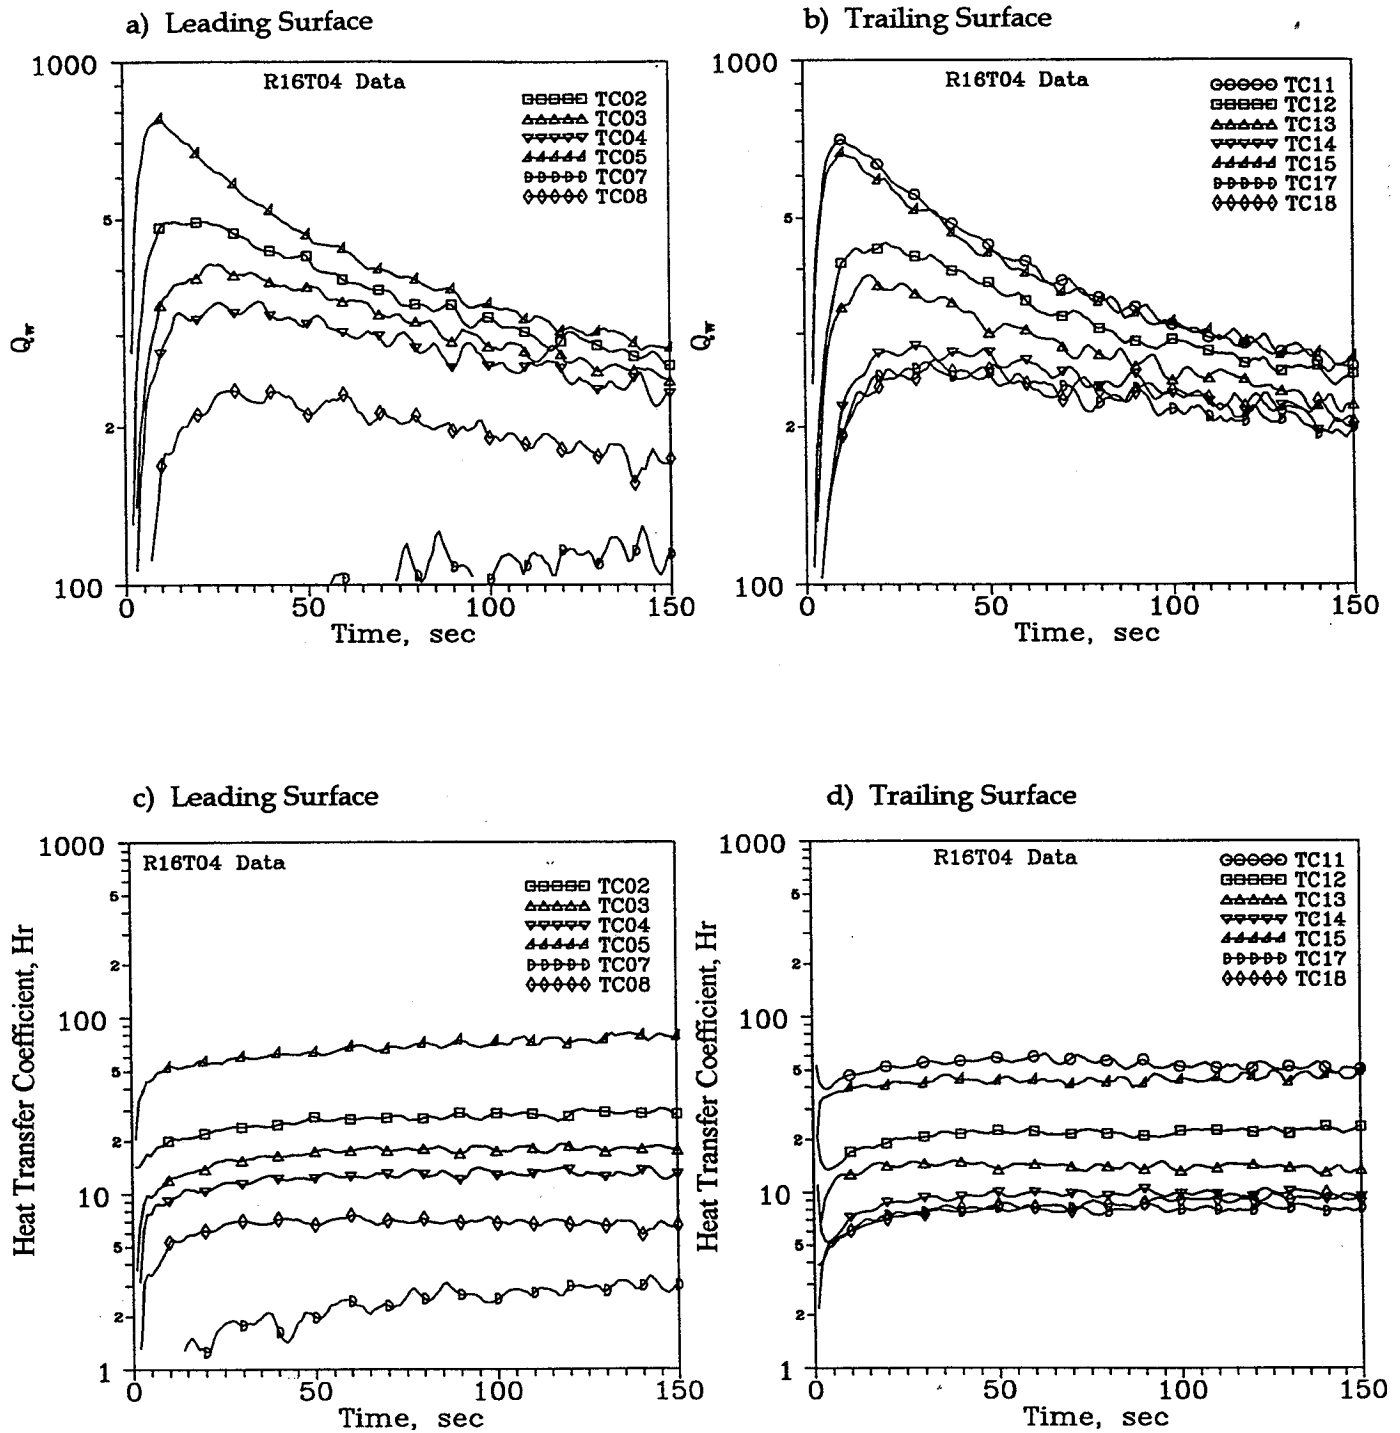 a) Leading Surface
1000
R16T04 Data
TC02
TC03
TC04
TC05
TC07
TC08
5
Qw
2
100
0 50 100 150
Time, sec
b) Trailing Surface
1000
R16T04 Data
TC11
TC12
TC13
TC14
TC15
TC17
TC18
5
Qw
2
100
0 50 100 150
Time, sec
c) Leading Surface
1000
R16T04 Data
TC02
TC03
TC04
TC05
TC07
TC08
5
2
100
5
2
10
5
2
1
Heat Transfer Coefficient, Hr
0 50 100 150
Time, sec
d) Trailing Surface
1000
R16T04 Data
TC11
TC12
TC13
TC14
TC15
TC17
TC18
5
2
100
5
2
10
5
2
1
Heat Transfer Coefficient, Hr
0 50 100 150
Time, sec